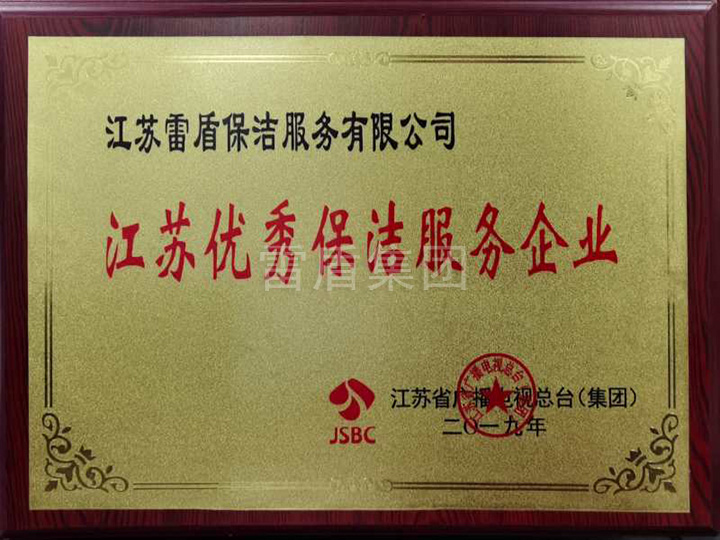 江苏雷盾保洁服务有限公司
江苏优秀保洁服务企业
雷盾集团
JSBC
江苏省广播电视总台(集团)
二〇一九年